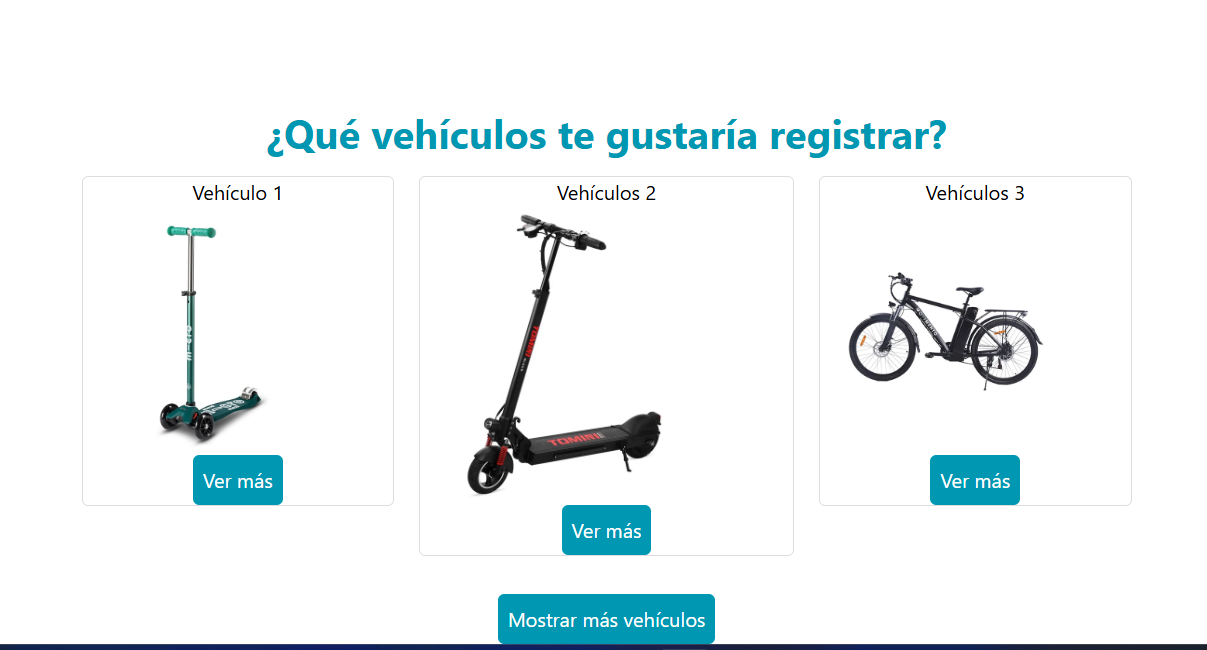 ¿Qué vehículos te gustaría registrar?
Vehículo 1
Vehículos 2
Vehículos 3
TOMINI
Ver más
Ver más
Ver más
Mostrar más vehículos